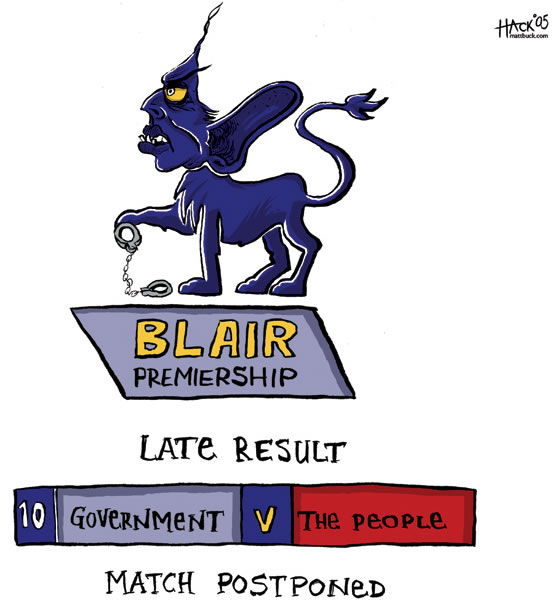 HACK '05
mattbuck.com
BLAIR
PREMIERSHIP
LATE RESULT
10 GOVERNMENT V THE PEOPLE
MATCH POSTPONED